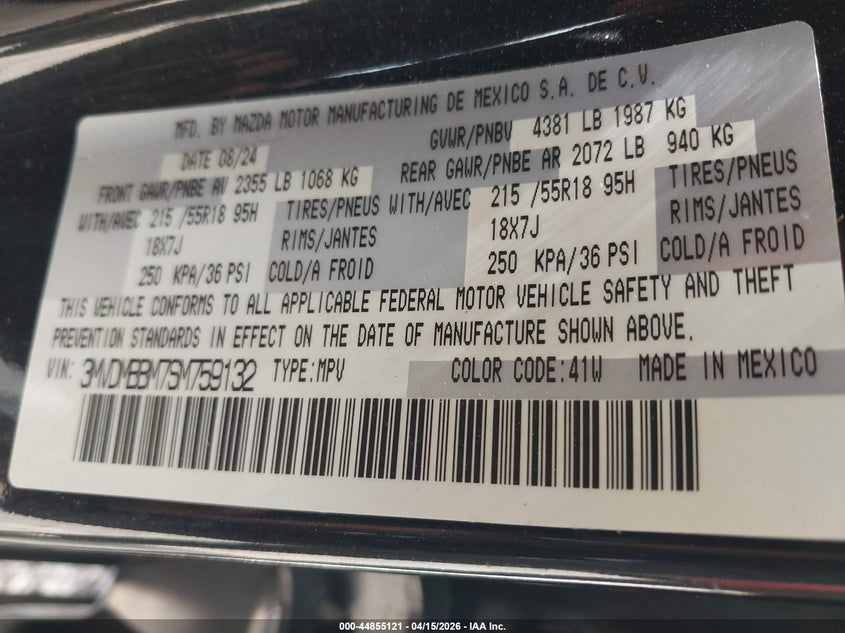 MFD. BY MAZDA MOTOR MANUFACTURING DE MEXICO S.A. DE C.V.
DATE 08/24 GVWR/PNBV 4381 LB 1987 KG
FRONT GAWR/PNBE AV 2355 LB 1068 KG REAR GAWR/PNBE AR 2072 LB 940 KG
WITH/AVEC 215 /55R18 95H TIRES/PNEUS WITH/AVEC 215 /55R18 95H TIRES/PNEUS
18X7J RIMS/JANTES 18X7J RIMS/JANTES
250 KPA/36 PSI COLD/A FROID 250 KPA/36 PSI COLD/A FROID
THIS VEHICLE CONFORMS TO ALL APPLICABLE FEDERAL MOTOR VEHICLE SAFETY AND THEFT
PREVENTION STANDARDS IN EFFECT ON THE DATE OF MANUFACTURE SHOWN ABOVE.
VIN: 3MVDMBBM7SM759132 TYPE:MPV COLOR CODE:41W MADE IN MEXICO
000-44855121 - 04/15/2026 - IAA Inc.